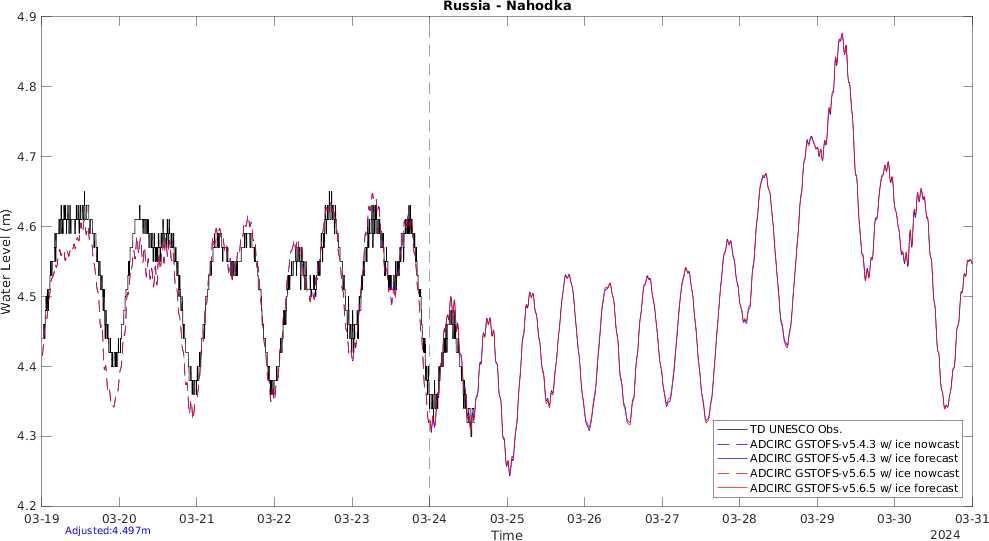 Russia - Nahodka
Water Level (m)
4.9
4.8
4.7
4.6
4.5
4.4
4.3
4.2
TD UNESCO Obs.
ADCIRC GSTOFS-v5.4.3 w/ ice nowcast
ADCIRC GSTOFS-v5.4.3 w/ ice forecast
ADCIRC GSTOFS-v5.6.5 w/ ice nowcast
ADCIRC GSTOFS-v5.6.5 w/ ice forecast
03-19 03-20 03-21 03-22 03-23 03-24 03-25 03-26 03-27 03-28 03-29 03-30 03-31
Adjusted:4.497m
Time
2024